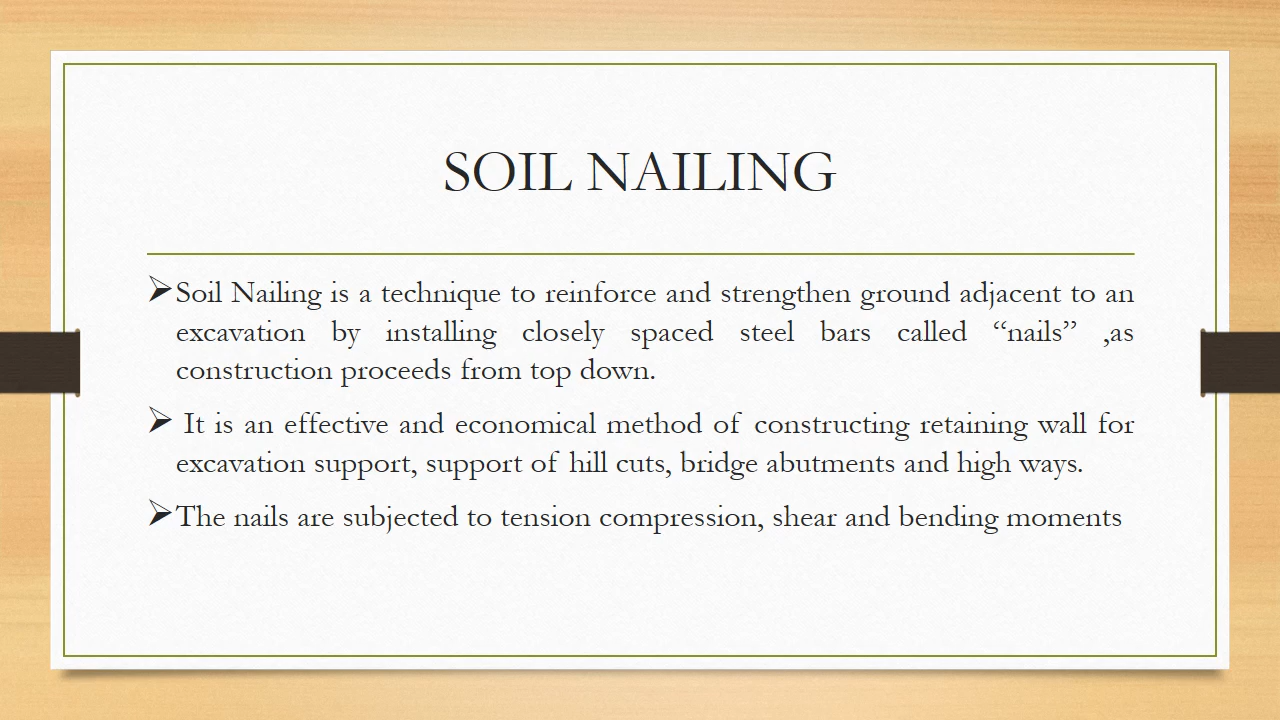 SOIL NAILING
➢Soil Nailing is a technique to reinforce and strengthen ground adjacent to an
excavation by installing closely spaced steel bars called “nails” ,as
construction proceeds from top down.
➢ It is an effective and economical method of constructing retaining wall for
excavation support, support of hill cuts, bridge abutments and high ways.
➢The nails are subjected to tension compression, shear and bending moments